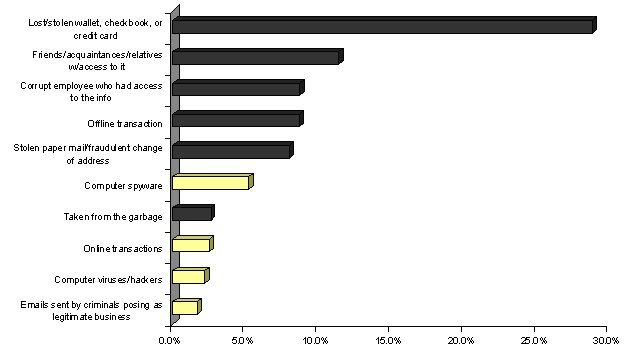 Lost/stolen wallet, checkbook, or
credit card
Friends/acquaintances/relatives
w/access to it
Corrupt employee who had access
to the info
Offline transaction
Stolen paper mail/fraudulent change
of address
Computer spyware
Taken from the garbage
Online transactions
Computer viruses/hackers
Emails sent by criminals posing as
legitimate business
0.0% 5.0% 10.0% 15.0% 20.0% 25.0% 30.0%